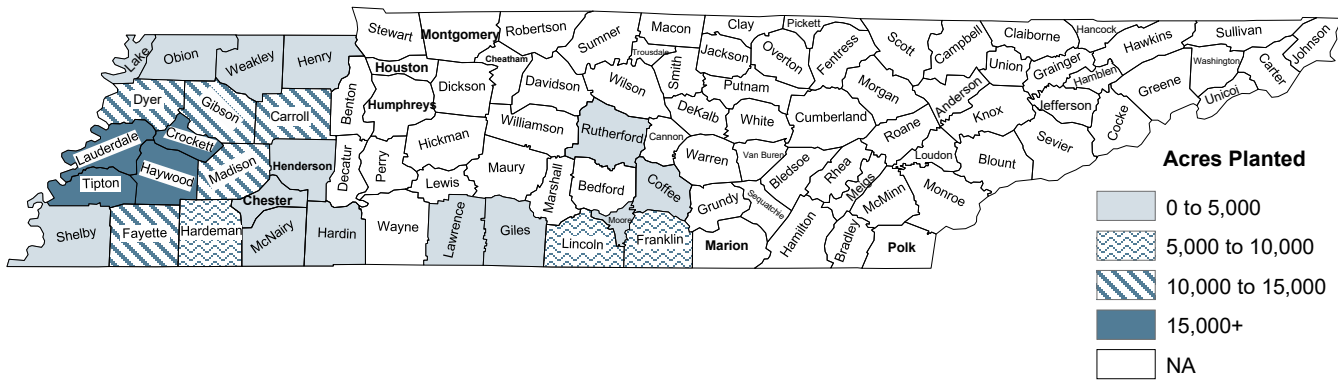 Stewart
Montgomery
Robertson
Sumner
Macon
Clay
Pickett
Trousdale
Jackson
Overton
Fentress
Scott
Campbell
Claiborne
Hancock
Hawkins
Sullivan
Johnson
Carter
Washington
Unicoi
Greene
Hamblen
Grainger
Union
Lake
Obion
Weakley
Henry
Houston
Cheatham
Dickson
Davidson
Wilson
Smith
Putnam
Morgan
Anderson
Knox
Jefferson
Cocke
Sevier
Dyer
Gibson
Carroll
Benton
Humphreys
Hickman
Williamson
Rutherford
Cannon
DeKalb
White
Cumberland
Roane
Loudon
Blount
Lauderdale
Crockett
Haywood
Madison
Henderson
Decatur
Perry
Lewis
Maury
Marshall
Bedford
Coffee
Warren
Van Buren
Bledsoe
Rhea
Meigs
McMinn
Monroe
Tipton
Chester
Moore
Grundy
Sequatchie
Shelby
Fayette
Hardeman
McNairy
Hardin
Wayne
Lawrence
Giles
Lincoln
Franklin
Marion
Hamilton
Bradley
Polk
Acres Planted
0 to 5,000
5,000 to 10,000
10,000 to 15,000
15,000+
NA